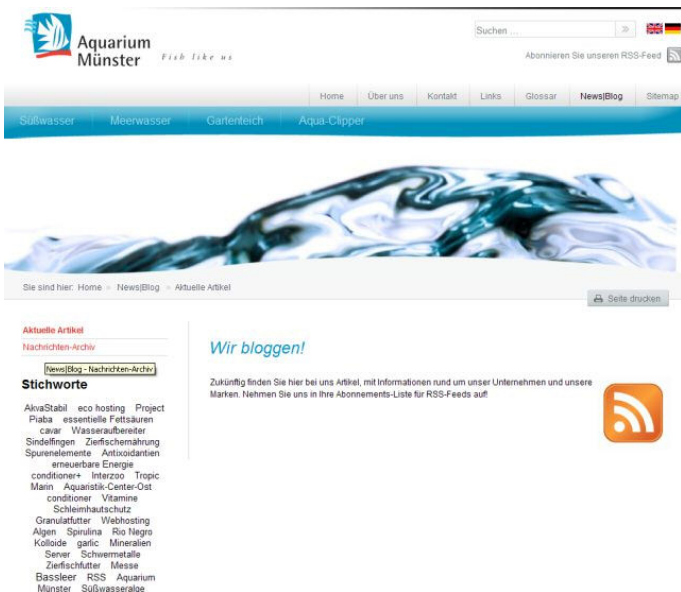 Aquarium
Münster
Fish like us
Suchen ...
Abonnieren Sie unseren RSS-Feed
Home Über uns Kontakt Links Glossar News|Blog Sitemap
Süßwasser Meerwasser Gartenteich Aqua-Clipper
Sie sind hier: Home » News|Blog » Aktuelle Artikel
Seite drucken
Aktuelle Artikel
Nachrichten-Archiv
News|Blog - Nachrichten-Archiv
Stichworte
AkvaStabil eco hosting Project
Piaba essentielle Fettsäuren
cavar Wasseraufbereiter
Sindelfingen Zierfischernährung
Spurenelemente Antixoidantien
erneuerbare Energie
conditioner+ Interzoo Tropic
Marin Aquaristik-Center-Ost
conditioner Vitamine
Schleimhautschutz
Granulatfutter Webhosting
Algen Spirulina Rio Negro
Kolloide garlic Mineralien
Server Schwermetalle
Zierfischfutter Messe
Bassleer RSS Aquarium
Münster Süßwasseralge
Wir bloggen!
Zukünftig finden Sie hier bei uns Artikel, mit Informationen rund um unser Unternehmen und unsere
Marken. Nehmen Sie uns in Ihre Abonnements-Liste für RSS-Feeds auf!